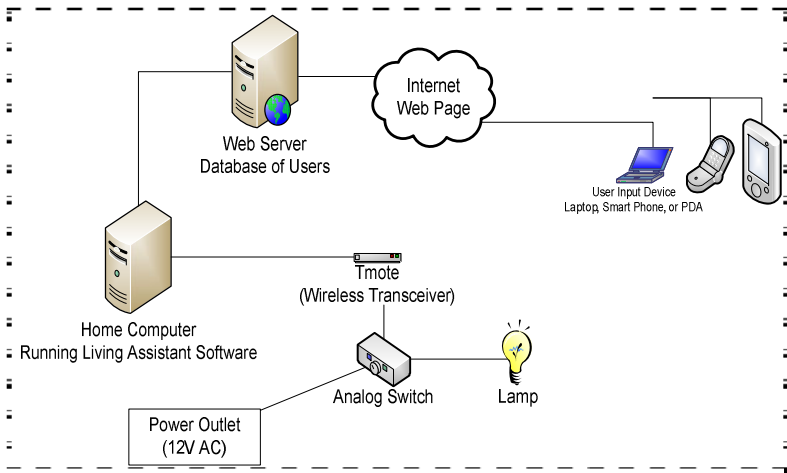 Internet
Web Page
Web Server
Database of Users
User Input Device
Laptop, Smart Phone, or PDA
Tmote
(Wireless Transceiver)
Home Computer
Running Living Assistant Software
Analog Switch
Lamp
Power Outlet
(12V AC)